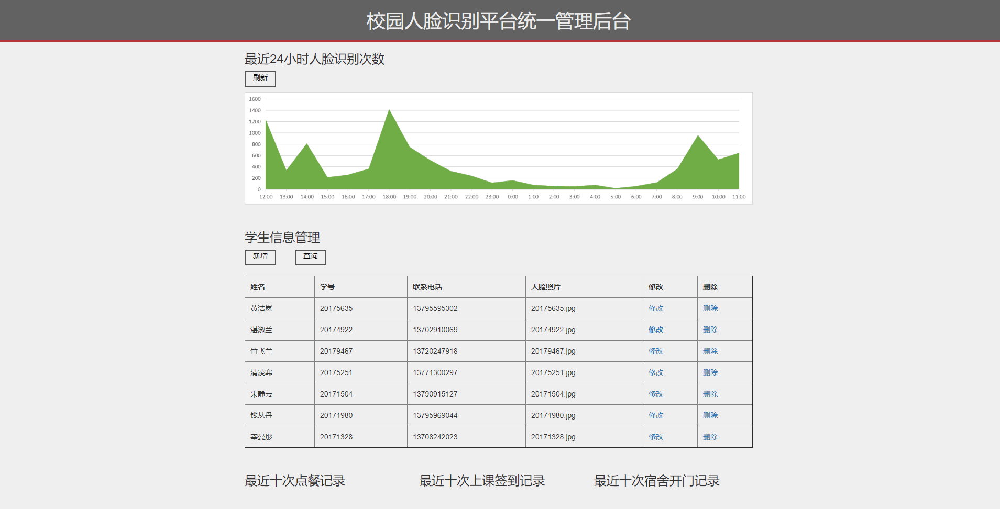 校园人脸识别平台统一管理后台
最近24小时人脸识别次数
刷新
1600
1400
1200
1000
800
600
400
200
0
12:00 13:00 14:00 15:00 16:00 17:00 18:00 19:00 20:00 21:00 22:00 23:00 0:00 1:00 2:00 3:00 4:00 5:00 6:00 7:00 8:00 9:00 10:00 11:00
学生信息管理
新增 查询
姓名 学号 联系电话 人脸照片 修改 删除
黄浩岚 20175635 13795595302 20175635.jpg 修改 删除
湛淑兰 20174922 13702910069 20174922.jpg 修改 删除
竹飞兰 20179467 13720247918 20179467.jpg 修改 删除
清凌寒 20175251 13771300297 20175251.jpg 修改 删除
朱静云 20171504 13790915127 20171504.jpg 修改 删除
钱从丹 20171980 13795969044 20171980.jpg 修改 删除
宰曼彤 20171328 13708242023 20171328.jpg 修改 删除
最近十次点餐记录 最近十次上课签到记录 最近十次宿舍开门记录